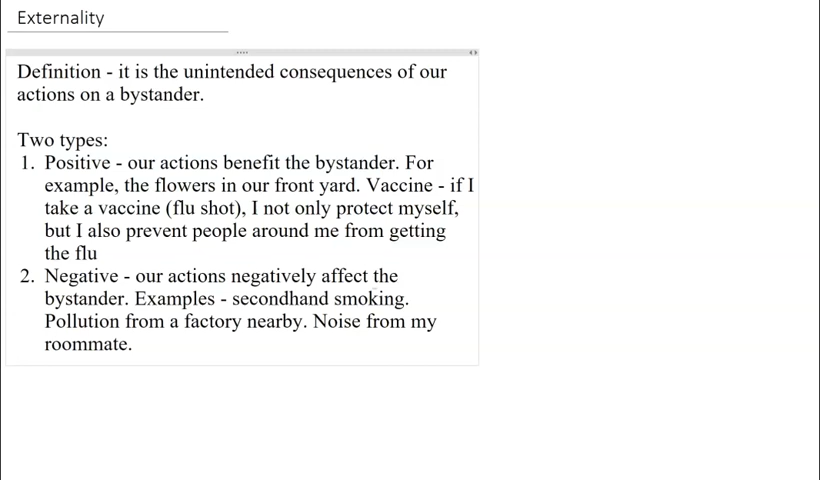 Externality
Definition - it is the unintended consequences of our
actions on a bystander.
Two types:
1. Positive - our actions benefit the bystander. For
example, the flowers in our front yard. Vaccine - if I
take a vaccine (flu shot), I not only protect myself,
but I also prevent people around me from getting
the flu
2. Negative - our actions negatively affect the
bystander. Examples - secondhand smoking.
Pollution from a factory nearby. Noise from my
roommate.